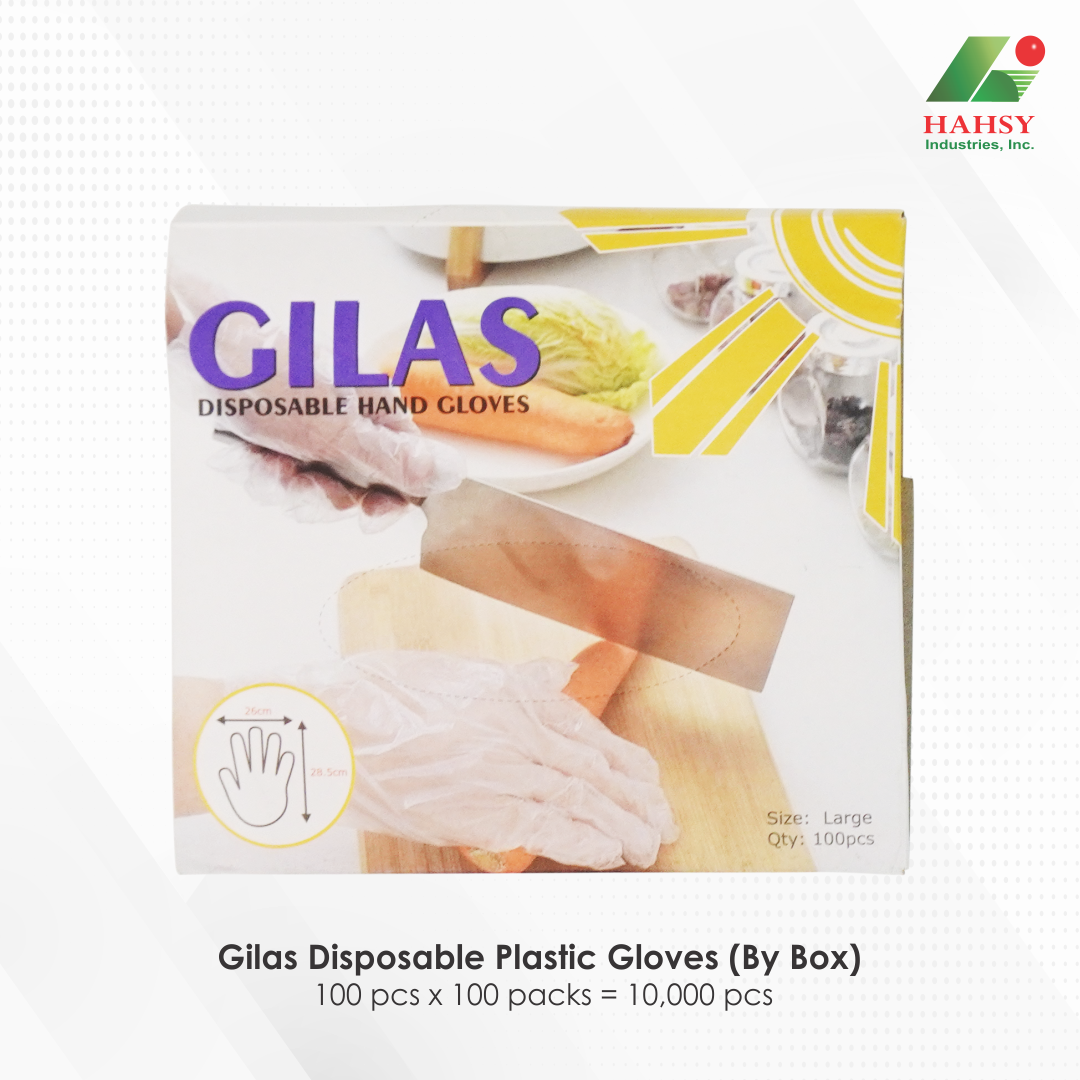 HAHSY
Industries, Inc.
GILAS
DISPOSABLE HAND GLOVES
26cm
28.5cm
Size: Large
Qty: 100pcs
Gilas Disposable Plastic Gloves (By Box)
100 pcs x 100 packs = 10,000 pcs